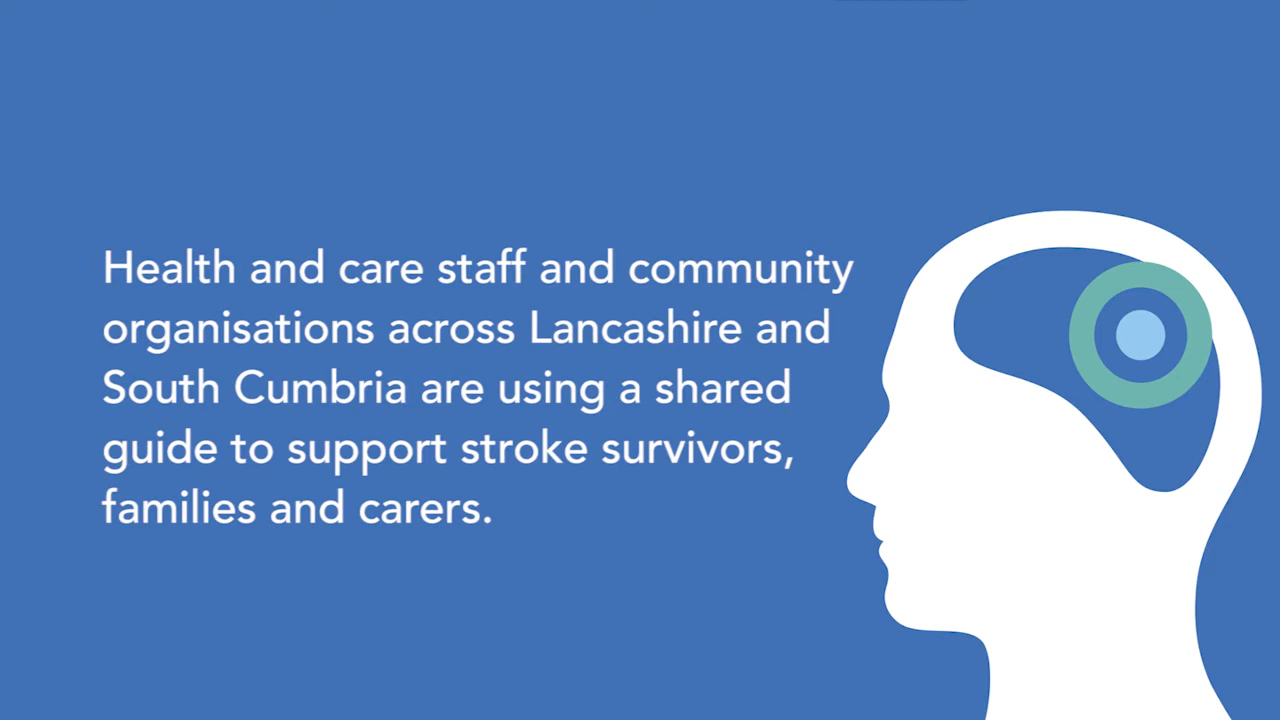 Health and care staff and community
organisations across Lancashire and
South Cumbria are using a shared
guide to support stroke survivors,
families and carers.